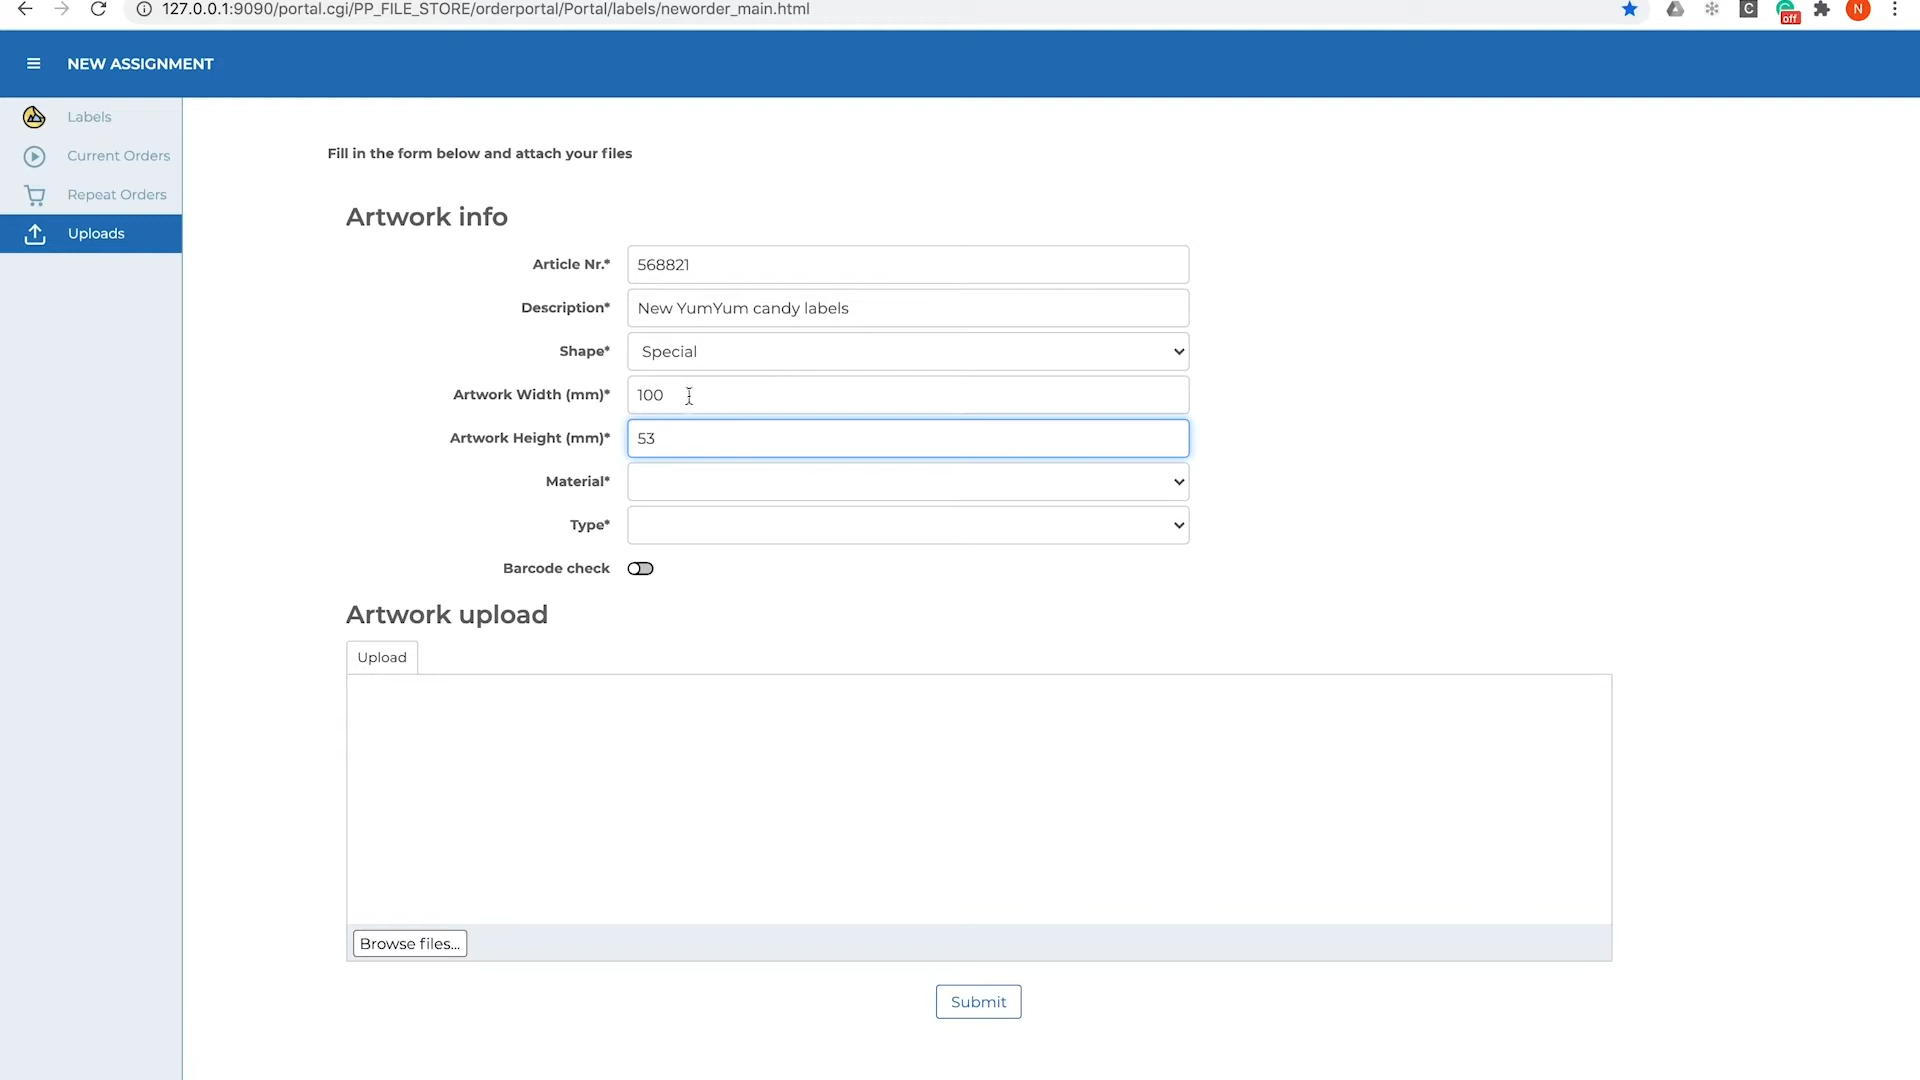 127.0.0.1:9090/portal.cgi/PP_FILE_STORE/orderportal/Portal/labels/neworder_main.html
C
off
N
NEW ASSIGNMENT
Labels
Current Orders
Repeat Orders
Uploads
Fill in the form below and attach your files
Artwork info
Article Nr.* 568821
Description* New YumYum candy labels
Shape* Special
Artwork Width (mm)* 100
Artwork Height (mm)* 53
Material*
Type*
Barcode check
Artwork upload
Upload
Browse files...
Submit